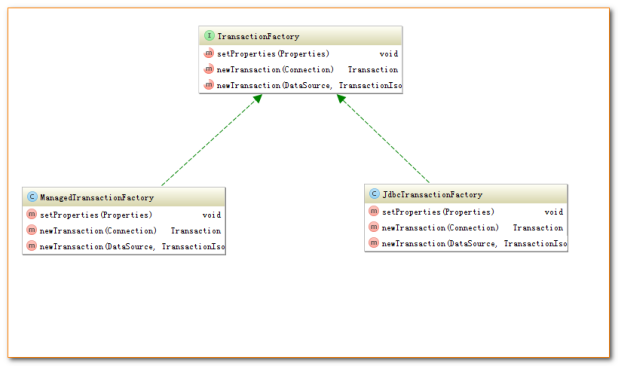 I TransactionFactory
m setProperties(Properties) void
m newTransaction(Connection) Transaction
m newTransaction(DataSource, TransactionIso
C ManagedTransactionFactory
m setProperties(Properties) void
m newTransaction(Connection) Transaction
m newTransaction(DataSource, TransactionIso
C JdbcTransactionFactory
m setProperties(Properties) void
m newTransaction(Connection) Transaction
m newTransaction(DataSource, TransactionIso